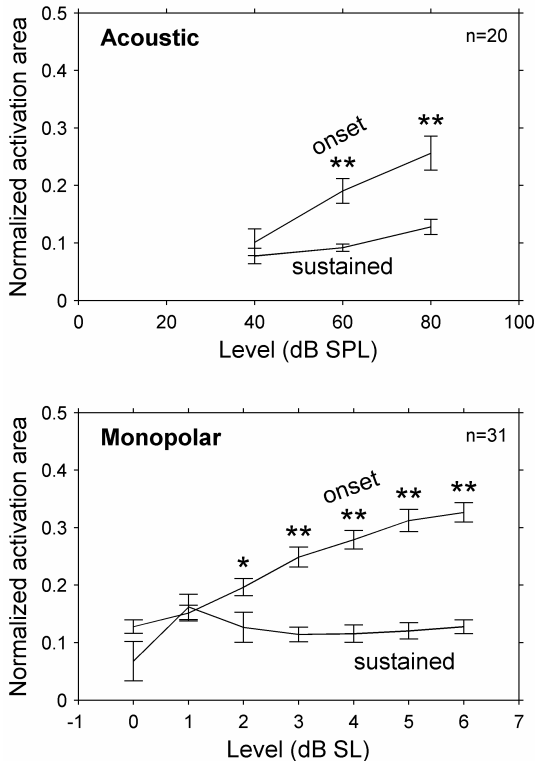 0.5
Acoustic
n=20
0.4
Normalized activation area
0.3
onset
**
**
0.2
0.1
sustained
0
0 20 40 60 80 100
Level (dB SPL)
0.5
Monopolar
n=31
0.4
Normalized activation area
onset
** ** ** **
0.3
*
0.2
0.1
sustained
0
-1 0 1 2 3 4 5 6 7
Level (dB SL)